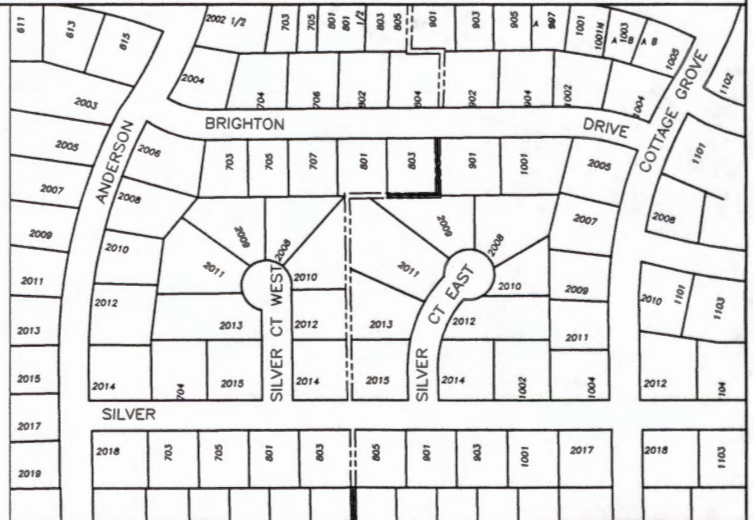 611 613 815 2002 1/2 703 705 801 801 1/2 803 805 901 903 905 A 907 1001 1001H A 1003 B A B 1005 1102
2004 704 706 802 804 902 904 1002 1004
2003
BRIGHTON DRIVE
COTTAGE GROVE
ANDERSON
2005 2006 703 705 707 801 803 901 1001 2005 1101
2007 2008 2007 2008
2009 2010 2009 2008 2009 2008
2011 2011 2010 2011 2010 2009 2010 1101 1103
2012
2013 2013 2012 2013 2012 2011
SILVER CT WEST
SILVER CT EAST
2015 2014 704 2015 2014 2015 2014 1002 1004 2012 104
SILVER
2017
2018 703 705 801 803 805 901 903 1001 2017 2018 1103
2019